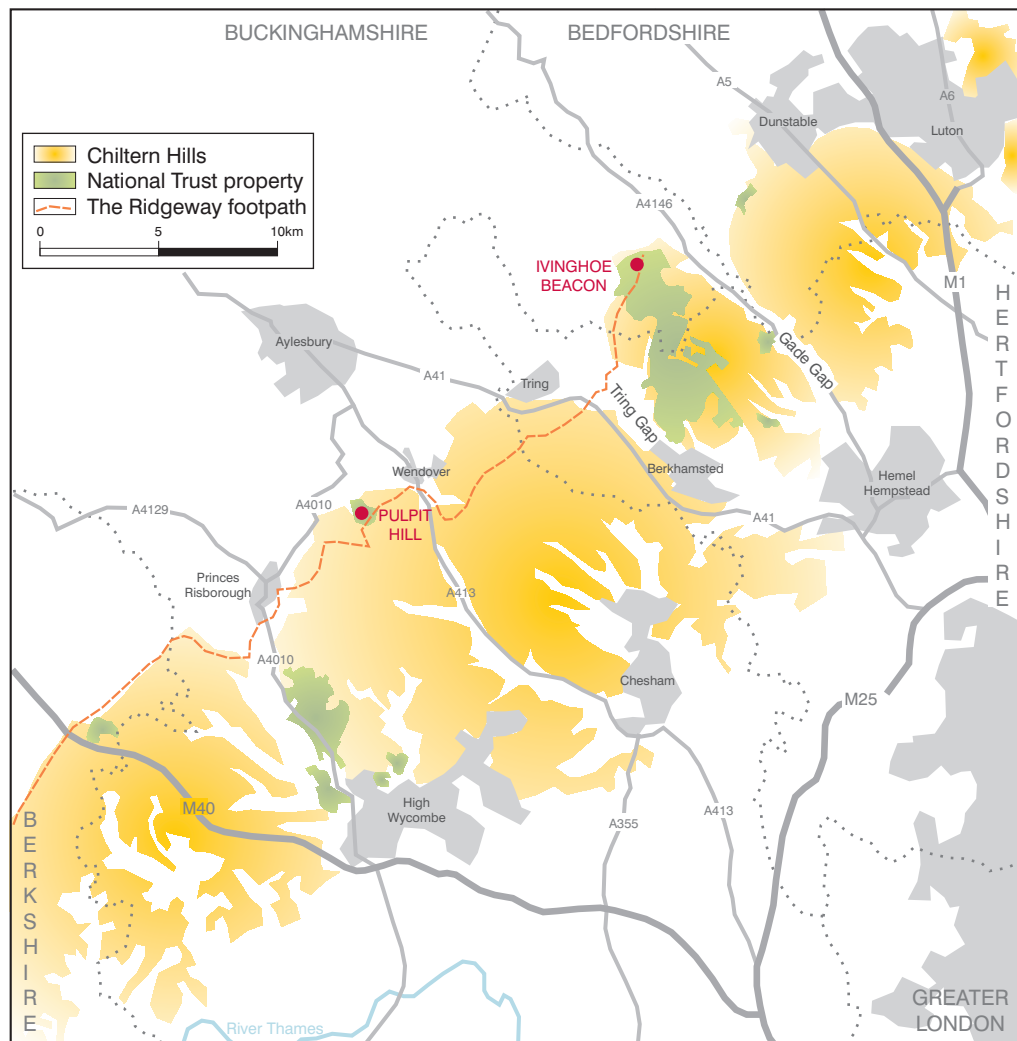 BUCKINGHAMSHIRE
BEDFORDSHIRE
A5
A6
Dunstable
Luton
Chiltern Hills
National Trust property
The Ridgeway footpath
0
5
10km
A4146
IVINGHOE
BEACON
M1
HERTFORDSHIRE
Aylesbury
Gade Gap
A41
Tring
Tring Gap
Wendover
Berkhamsted
Hemel
Hempstead
A4129
A4010
PULPIT
HILL
A41
Princes
Risborough
A413
A4010
Chesham
M25
M40
High
Wycombe
A355
A413
BERKSHIRE
GREATER
LONDON
River Thames